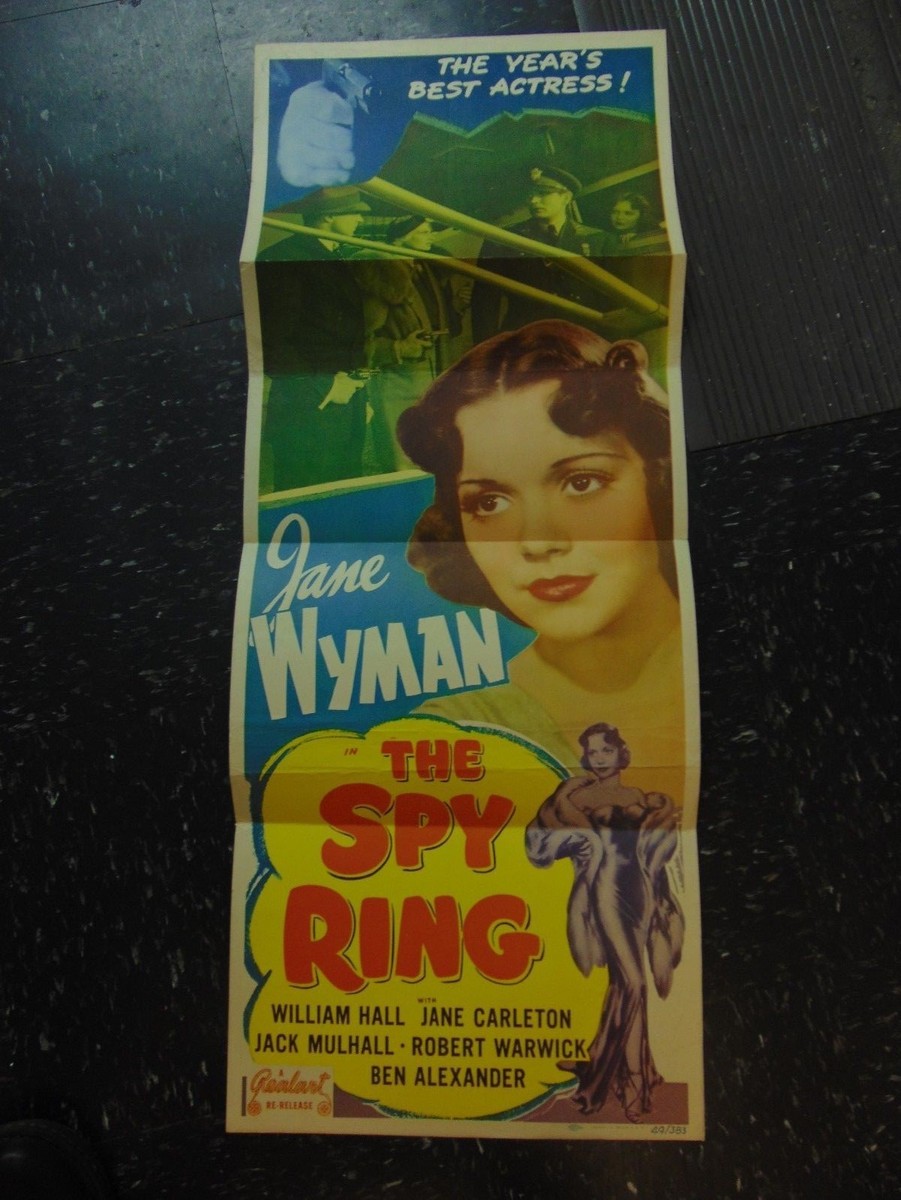 THE YEAR'S
BEST ACTRESS!
Jane
WYMAN
IN THE
SPY
RING
WITH
WILLIAM HALL JANE CARLETON
JACK MULHALL • ROBERT WARWICK
BEN ALEXANDER
Realart
RE-RELEASE
49/383